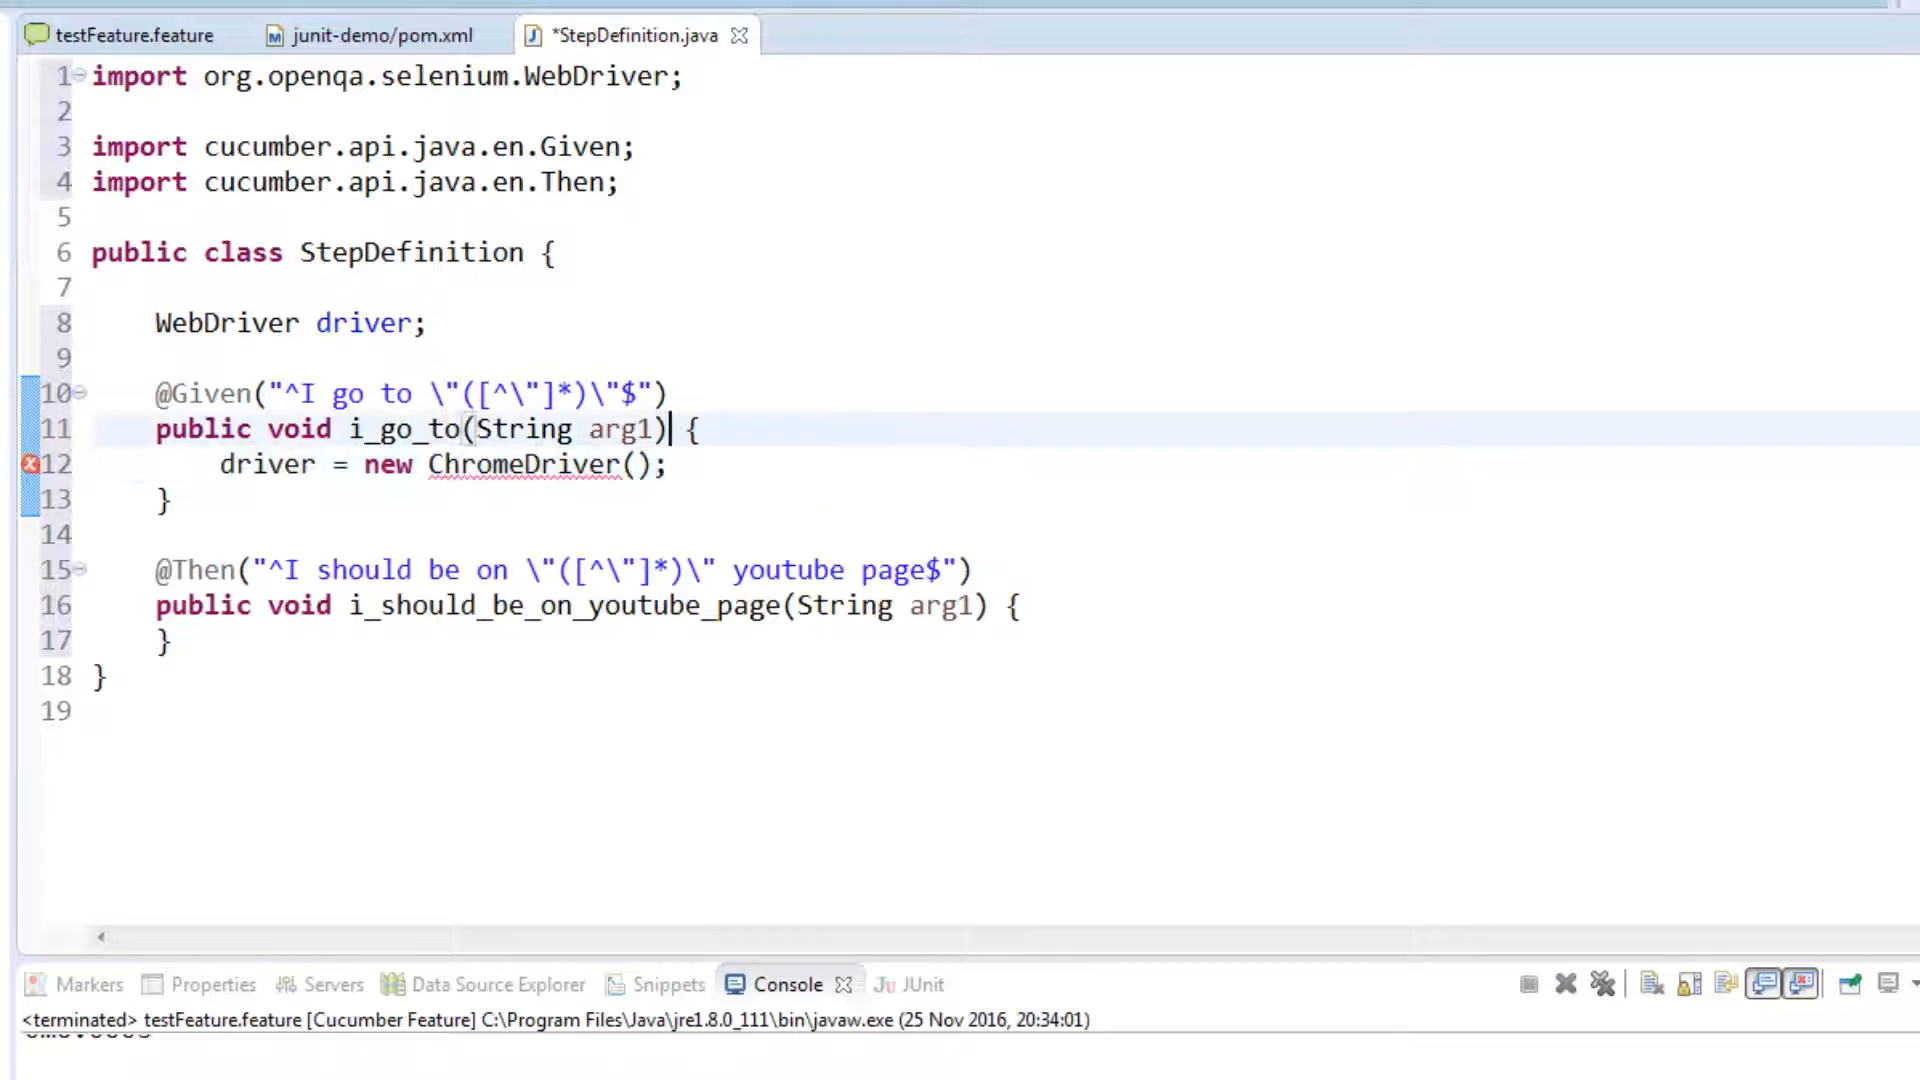 testFeature.feature junit-demo/pom.xml *StepDefinition.java
1 import org.openqa.selenium.WebDriver;
2
3 import cucumber.api.java.en.Given;
4 import cucumber.api.java.en.Then;
5
6 public class StepDefinition {
7
8 WebDriver driver;
9
10 @Given("^I go to \"([^\"]*)\"$")
11 public void i_go_to(String arg1) {
12 driver = new ChromeDriver();
13 }
14
15 @Then("^I should be on \"([^\"]*)\" youtube page$")
16 public void i_should_be_on_youtube_page(String arg1) {
17 }
18 }
19
Markers Properties Servers Data Source Explorer Snippets Console JUnit
<terminated> testFeature.feature [Cucumber Feature] C:\Program Files\Java\jre1.8.0_111\bin\javaw.exe (25 Nov 2016, 20:34:01)